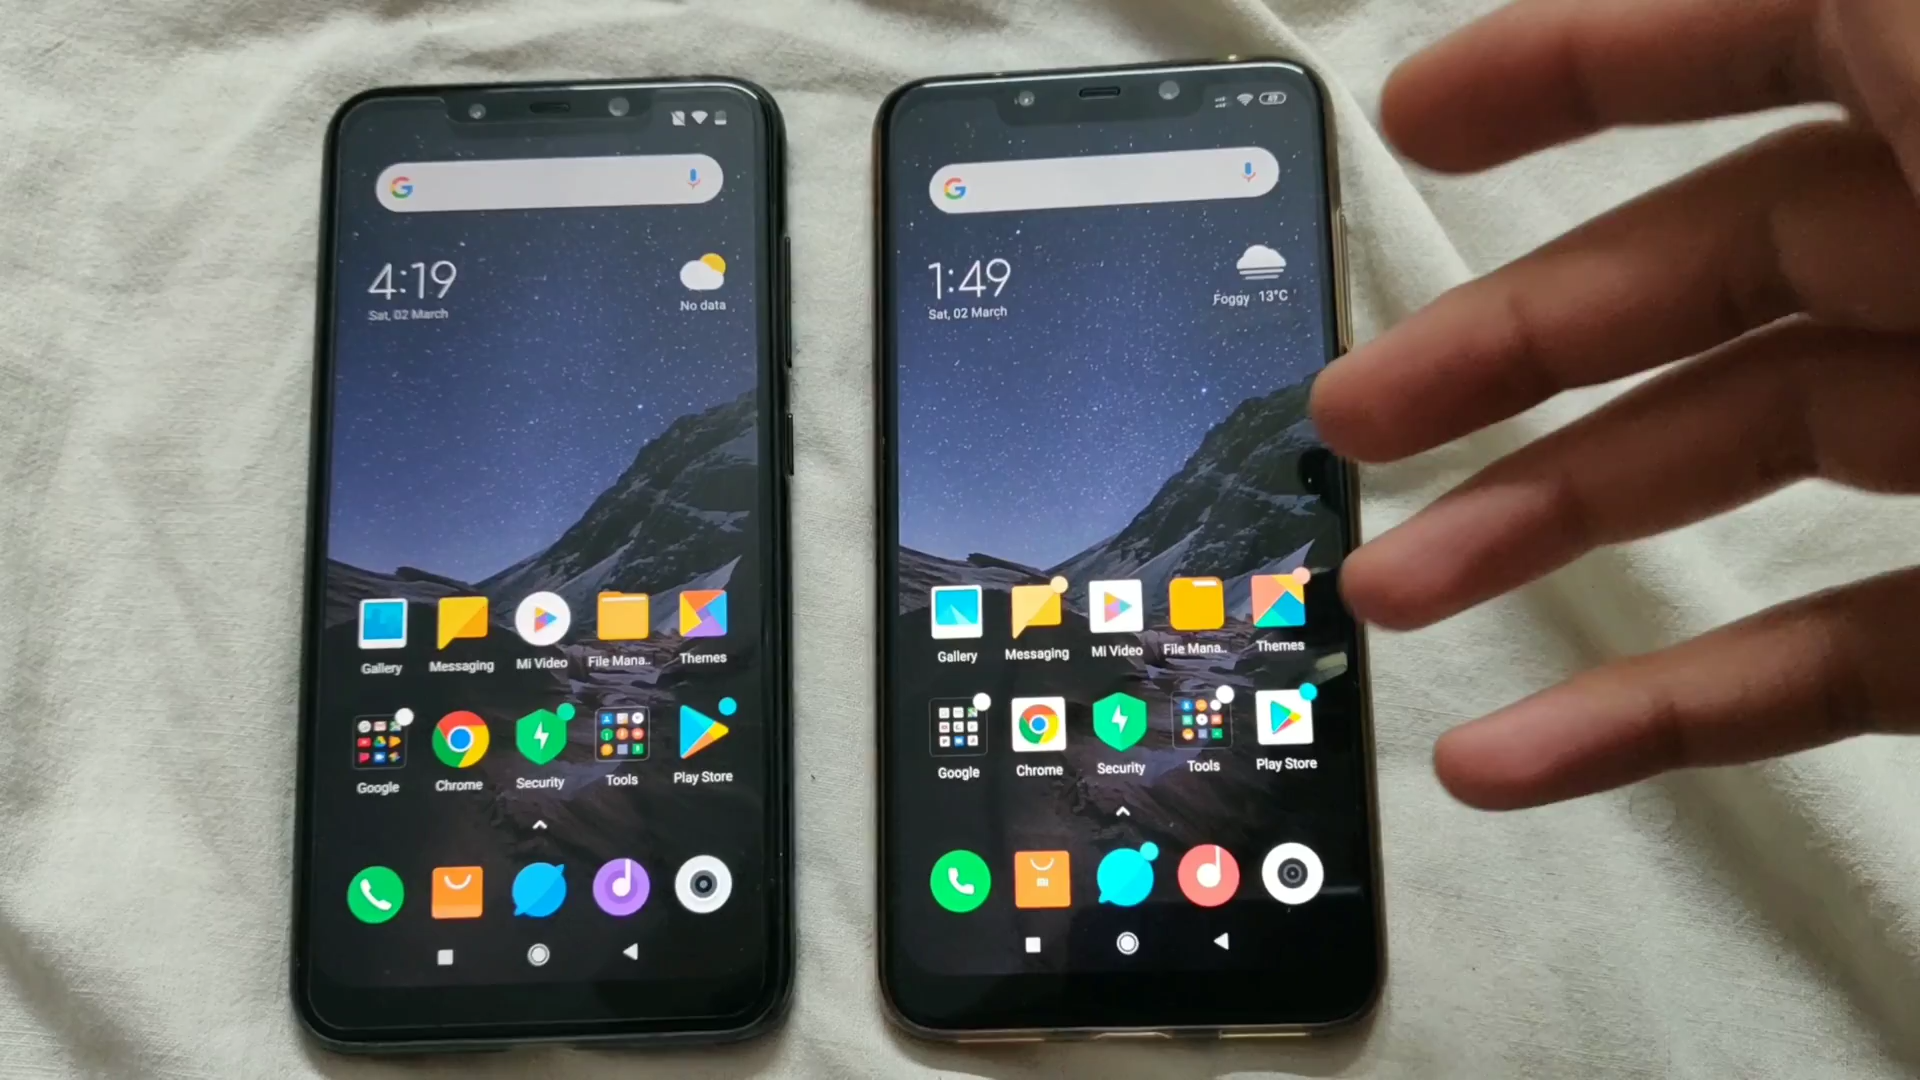 4:19
Sat, 02 March
No data
Gallery
Messaging
Mi Video
File Mana..
Themes
Google
Chrome
Security
Tools
Play Store
1:49
Sat, 02 March
Foggy 13°C
Gallery
Messaging
Mi Video
File Mana..
Themes
Google
Chrome
Security
Tools
Play Store
mi